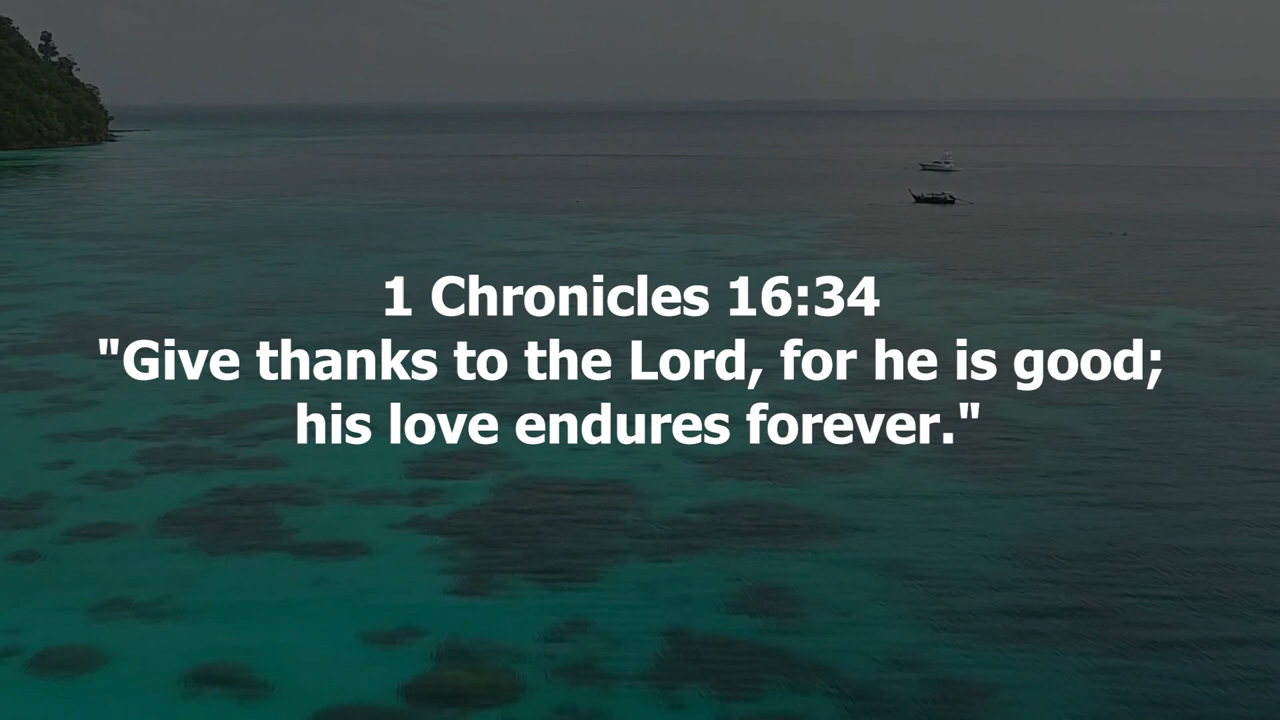 1 Chronicles 16:34
"Give thanks to the Lord, for he is good;
his love endures forever."